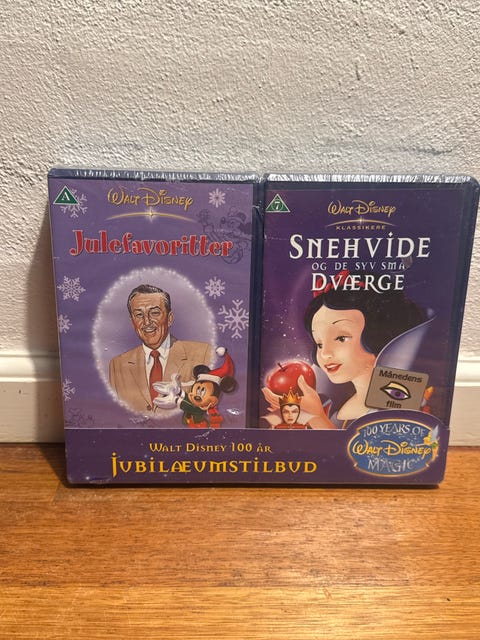 A
Walt Disney
Julefavoritter
7
Walt Disney
KLASSIKERE
SNEHVIDE
OG DE SYV SMÅ
DVÆRGE
Månedens
film
WALT DISNEY 100 ÅR
JUBILÆUMSTILBUD
100 YEARS OF
WALT DISNEY
MAGIC